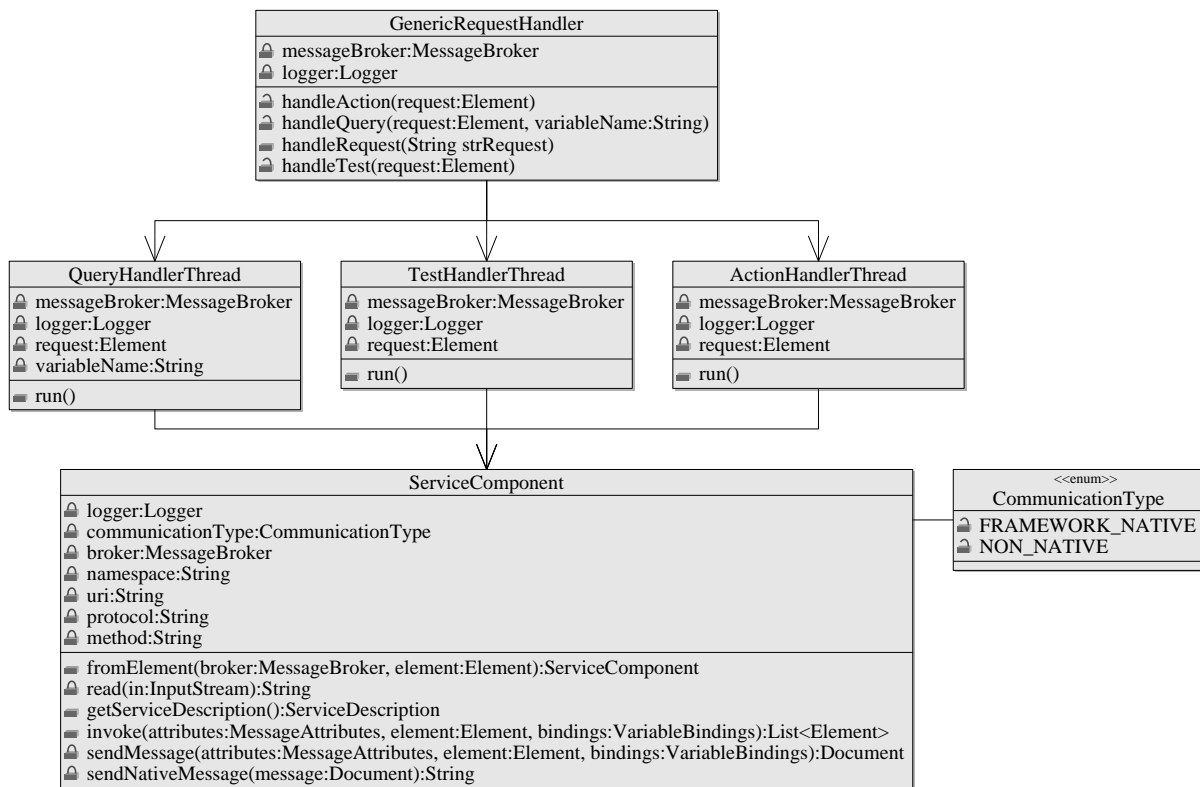 GenericRequestHandler
messageBroker:MessageBroker
logger:Logger
handleAction(request:Element)
handleQuery(request:Element, variableName:String)
handleRequest(String strRequest)
handleTest(request:Element)
QueryHandlerThread
messageBroker:MessageBroker
logger:Logger
request:Element
variableName:String
run()
TestHandlerThread
messageBroker:MessageBroker
logger:Logger
request:Element
run()
ActionHandlerThread
messageBroker:MessageBroker
logger:Logger
request:Element
run()
ServiceComponent
logger:Logger
communicationType:CommunicationType
broker:MessageBroker
namespace:String
uri:String
protocol:String
method:String
fromElement(broker:MessageBroker, element:Element):ServiceComponent
read(in:InputStream):String
getServiceDescription():ServiceDescription
invoke(attributes:MessageAttributes, element:Element, bindings:VariableBindings):List<Element>
sendMessage(attributes:MessageAttributes, element:Element, bindings:VariableBindings):Document
sendNativeMessage(message:Document):String
<<enum>>
CommunicationType
FRAMEWORK_NATIVE
NON_NATIVE